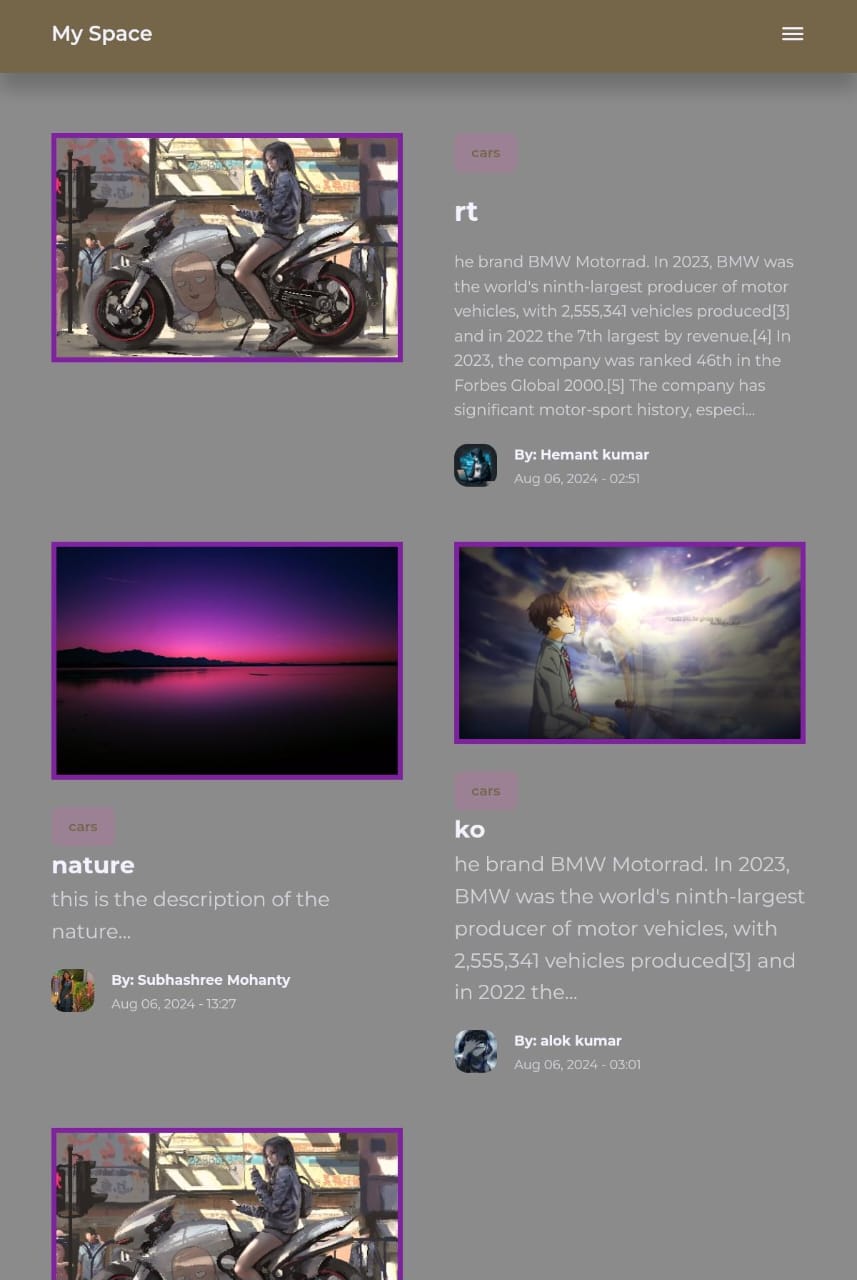 My Space
cars
rt
he brand BMW Motorrad. In 2023, BMW was
the world's ninth-largest producer of motor
vehicles, with 2,555,341 vehicles produced[3]
and in 2022 the 7th largest by revenue.[4] In
2023, the company was ranked 46th in the
Forbes Global 2000.[5] The company has
significant motor-sport history, especi...
By: Hemant kumar
Aug 06, 2024 - 02:51
cars
nature
this is the description of the
nature...
By: Subhashree Mohanty
Aug 06, 2024 - 13:27
cars
ko
he brand BMW Motorrad. In 2023,
BMW was the world's ninth-largest
producer of motor vehicles, with
2,555,341 vehicles produced[3] and
in 2022 the...
By: alok kumar
Aug 06, 2024 - 03:01